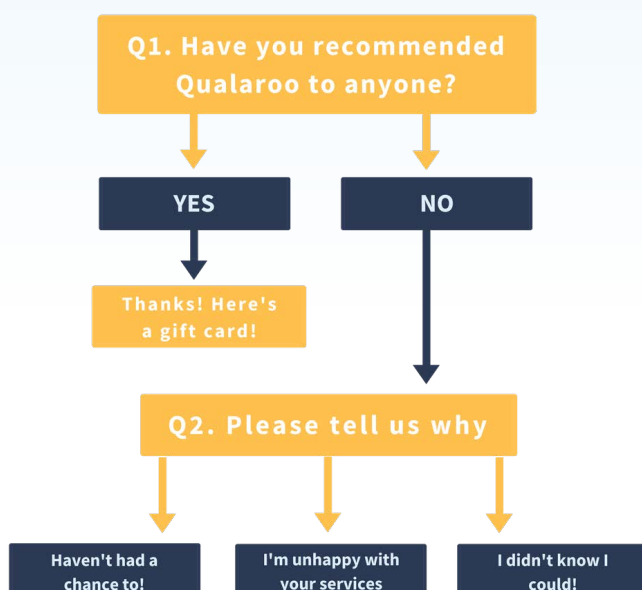 Q1. Have you recommended
Qualaroo to anyone?
YES
NO
Thanks! Here's
a gift card!
Q2. Please tell us why
Haven't had a
chance to!
I'm unhappy with
your services
I didn't know I
could!